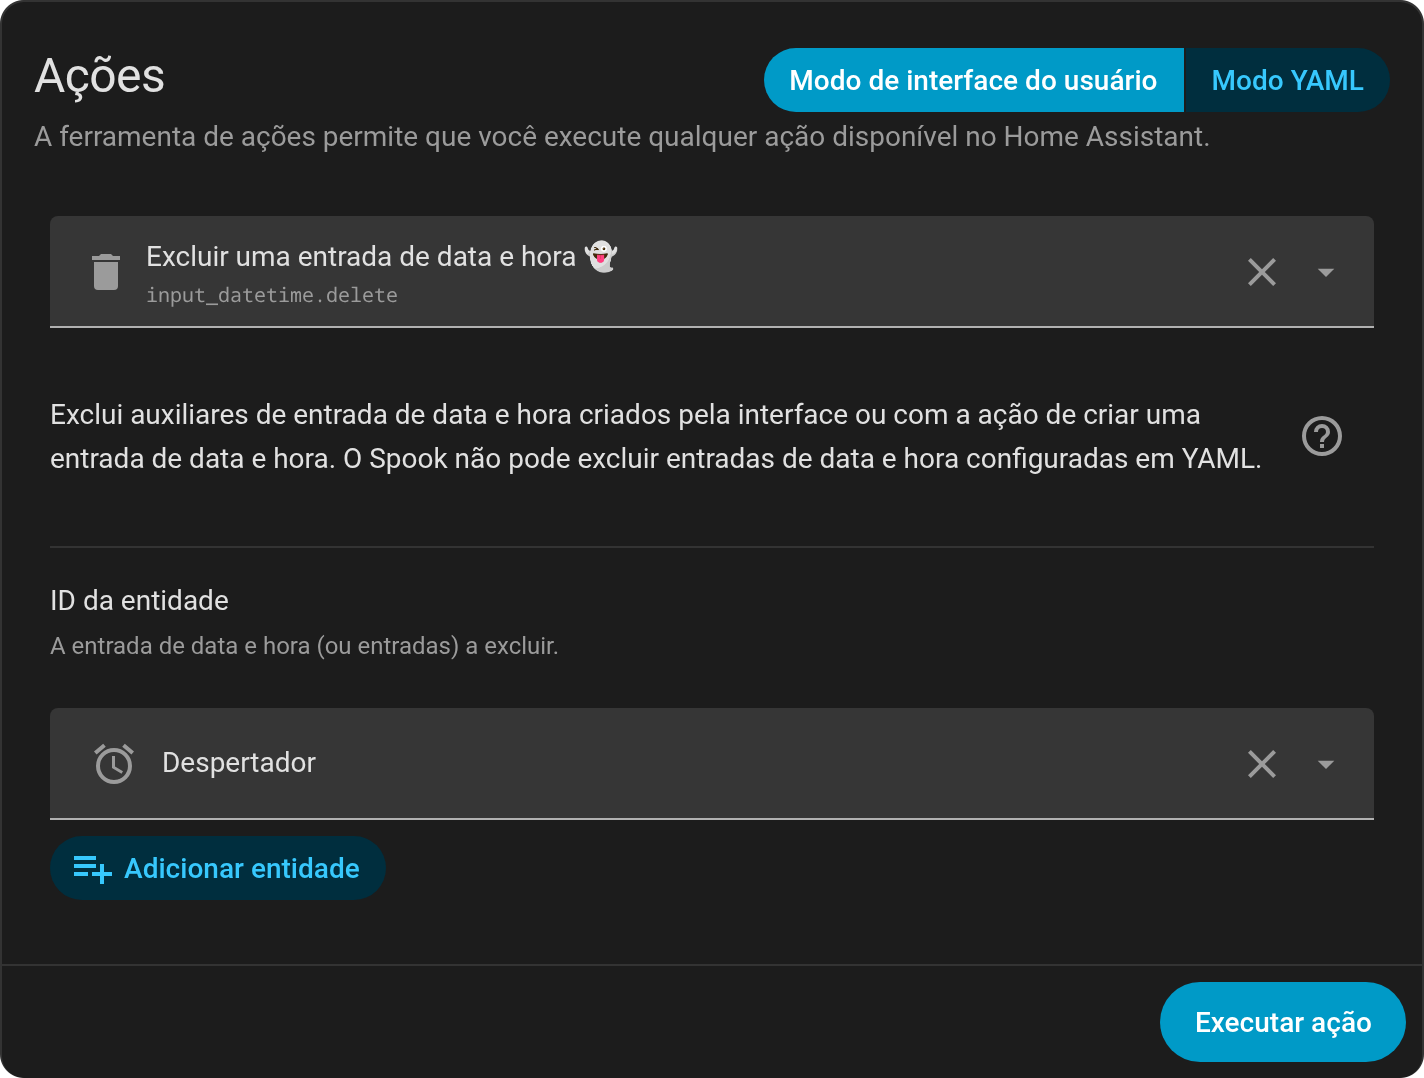 Ações
Modo de interface do usuário
Modo YAML
A ferramenta de ações permite que você execute qualquer ação disponível no Home Assistant.
Excluir uma entrada de data e hora 👻
input_datetime.delete
Exclui auxiliares de entrada de data e hora criados pela interface ou com a ação de criar uma
entrada de data e hora. O Spook não pode excluir entradas de data e hora configuradas em YAML.
ID da entidade
A entrada de data e hora (ou entradas) a excluir.
Despertador
Adicionar entidade
Executar ação